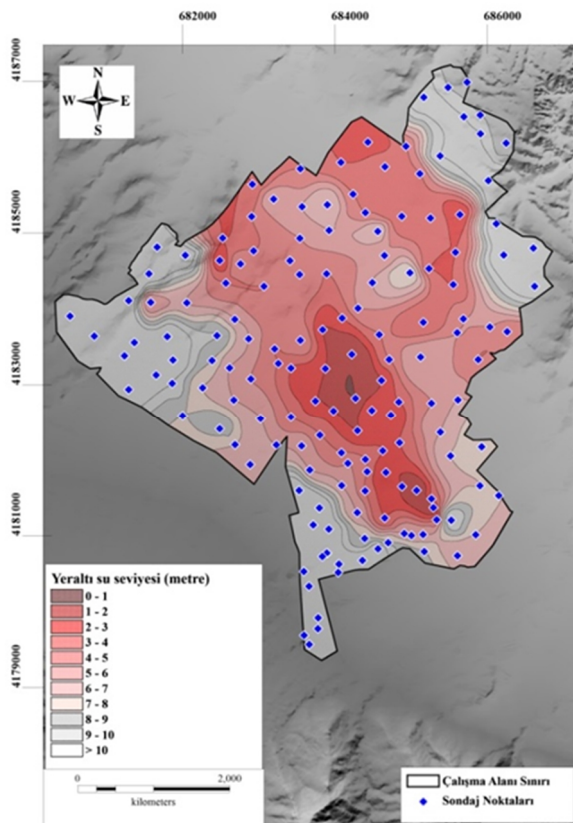 682000
684000
686000
4187000
4185000
4183000
4181000
4179000
N
W E
S
Yeraltı su seviyesi (metre)
0 - 1
1 - 2
2 - 3
3 - 4
4 - 5
5 - 6
6 - 7
7 - 8
8 - 9
9 - 10
> 10
0 2,000
kilometers
Çalışma Alanı Sınırı
Sondaj Noktaları